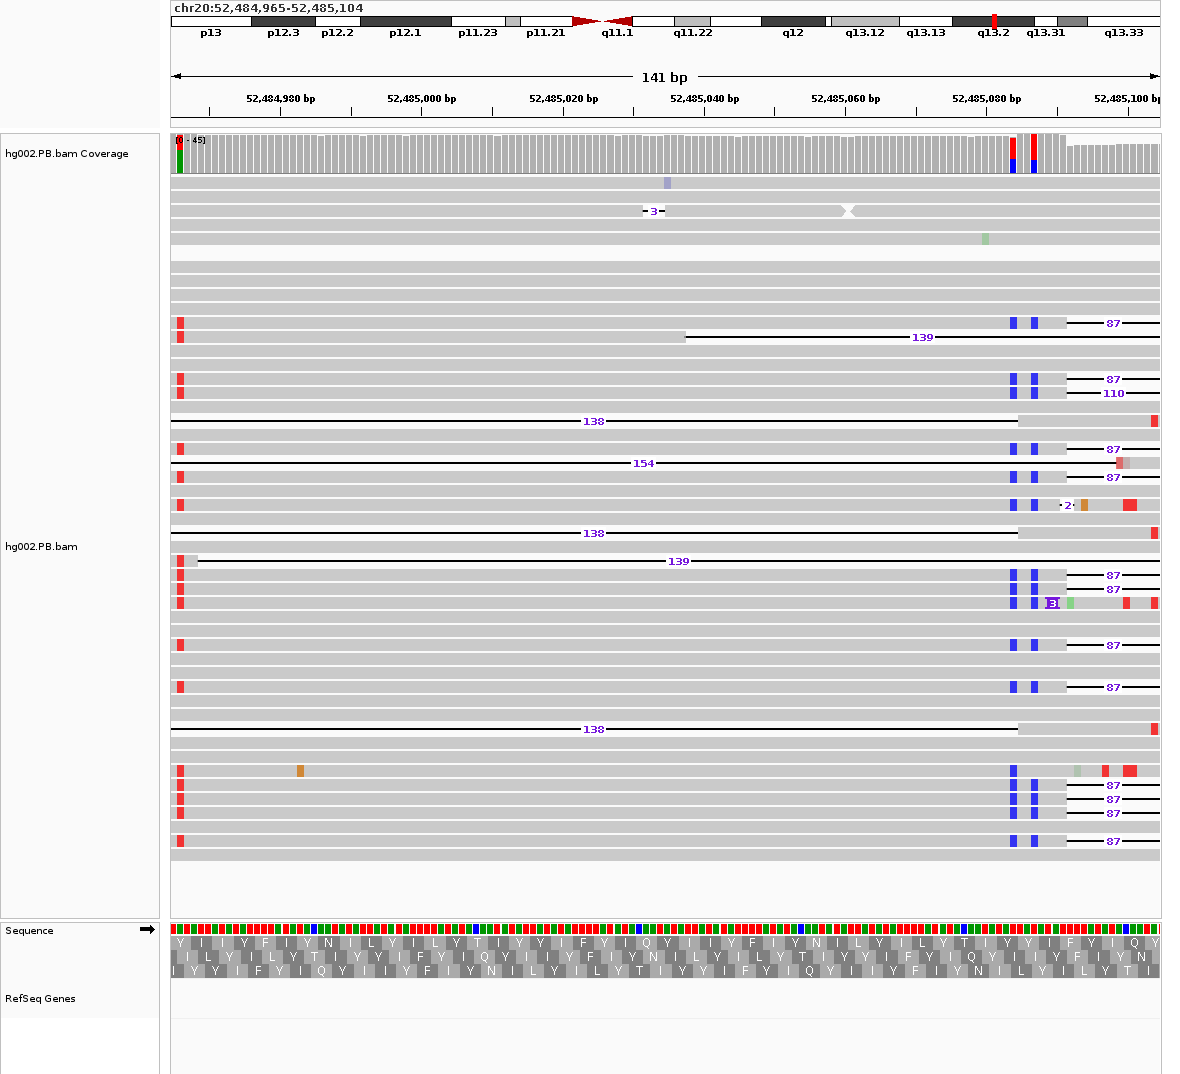 chr20:52,484,965-52,485,104
p13 p12.3 p12.2 p12.1 p11.23 p11.21 q11.1 q11.22 q12 q13.12 q13.13 q13.2 q13.31 q13.33
141 bp
52,484,980 bp 52,485,000 bp 52,485,020 bp 52,485,040 bp 52,485,060 bp 52,485,080 bp 52,485,100 bp
hg002.PB.bam Coverage
3
87
139
87
110
138
87
154
87
2
138
hg002.PB.bam
139
87
87
3
87
87
138
87
87
87
87
Sequence
Y I I Y F I Y N I L Y I L Y T I Y Y I F Y I Q Y I I Y F I Y N I L Y I L Y T I Y Y I F Y I Q Y
I L Y I L Y T I Y Y I F Y I Q Y I I Y F I Y N I L Y I L Y T I Y Y I F Y I Q Y I I Y F I Y N
I Y Y I F Y I Q Y I I Y F I Y N I L Y I L Y T I Y Y I F Y I Q Y I I Y F I Y N I L Y I L Y T I
RefSeq Genes